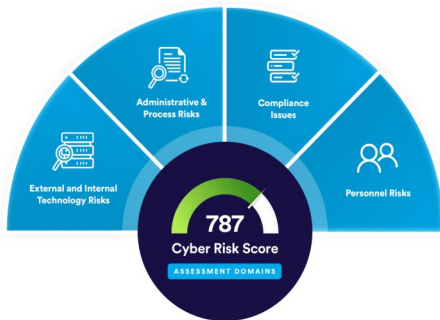 Administrative &
Process Risks
Compliance
Issues
External and Internal
Technology Risks
Personnel Risks
787
Cyber Risk Score
ASSESSMENT DOMAINS